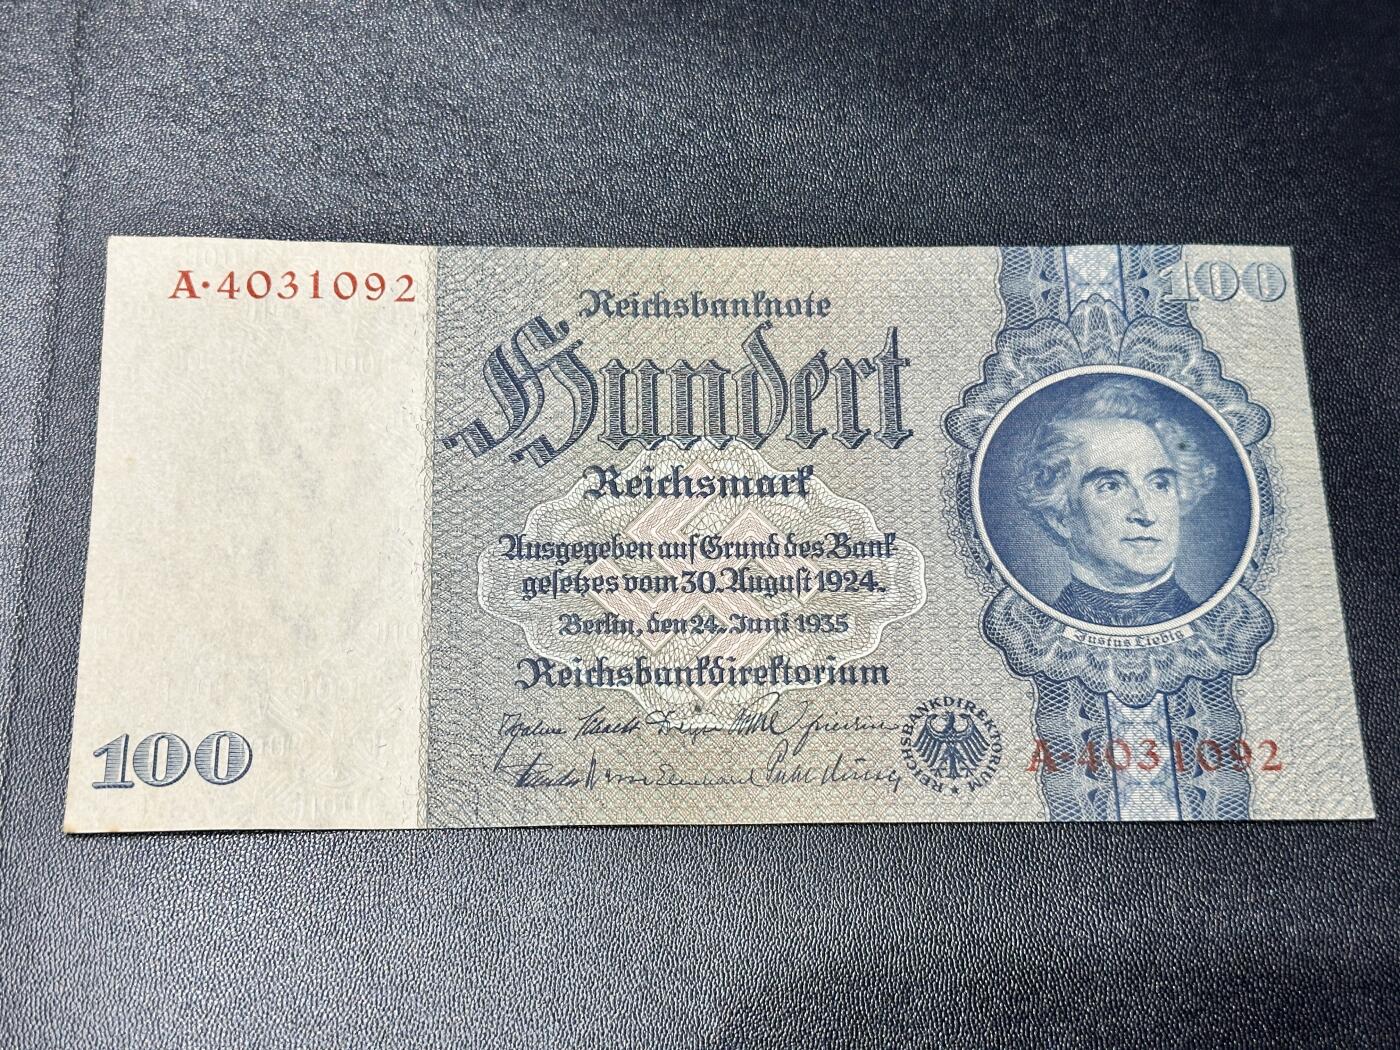 A·4031092
100
Reichsbanknote
Hundert
Reichsmark
Ausgegeben auf Grund des Bank-
gesetzes vom 30. August 1924.
Berlin, den 24. Juni 1935
Reichsbankdirektorium
REICHSBANKDIREKTORIUM
Justus Liebig
A·4031092
100